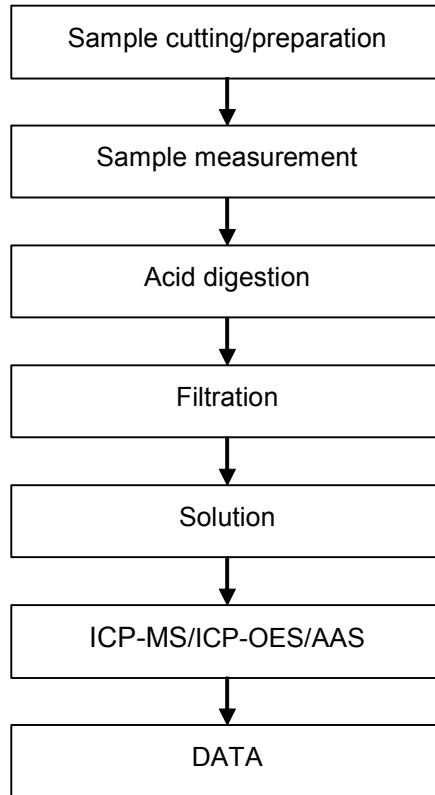 Sample cutting/preparation
Sample measurement
Acid digestion
Filtration
Solution
ICP-MS/ICP-OES/AAS
DATA